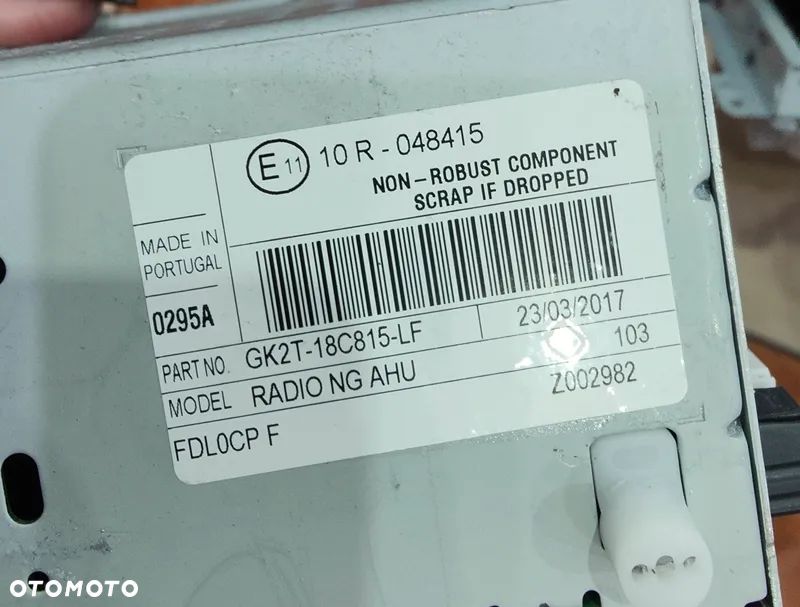 E 11 10 R - 048415
NON-ROBUST COMPONENT
SCRAP IF DROPPED
MADE IN
PORTUGAL
0295A
PART NO. GK2T-18C815-LF 23/03/2017
MODEL RADIO NG AHU 103
FDL0CP F Z002982
OTOMOTO